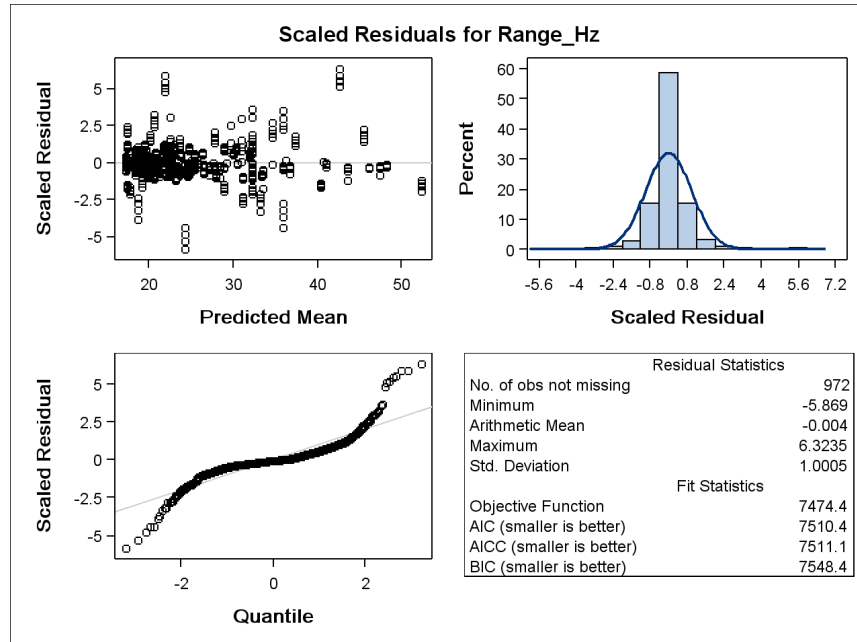 Scaled Residuals for Range_Hz
Scaled Residual
5
2.5
0
-2.5
-5
20 30 40 50
Predicted Mean
Percent
60
50
40
30
20
10
0
-5.6 -4 -2.4 -0.8 0.8 2.4 4 5.6 7.2
Scaled Residual
Scaled Residual
5
2.5
0
-2.5
-5
-2 0 2
Quantile
Residual Statistics
No. of obs not missing 972
Minimum -5.869
Arithmetic Mean -0.004
Maximum 6.3235
Std. Deviation 1.0005
Fit Statistics
Objective Function 7474.4
AIC (smaller is better) 7510.4
AICC (smaller is better) 7511.1
BIC (smaller is better) 7548.4